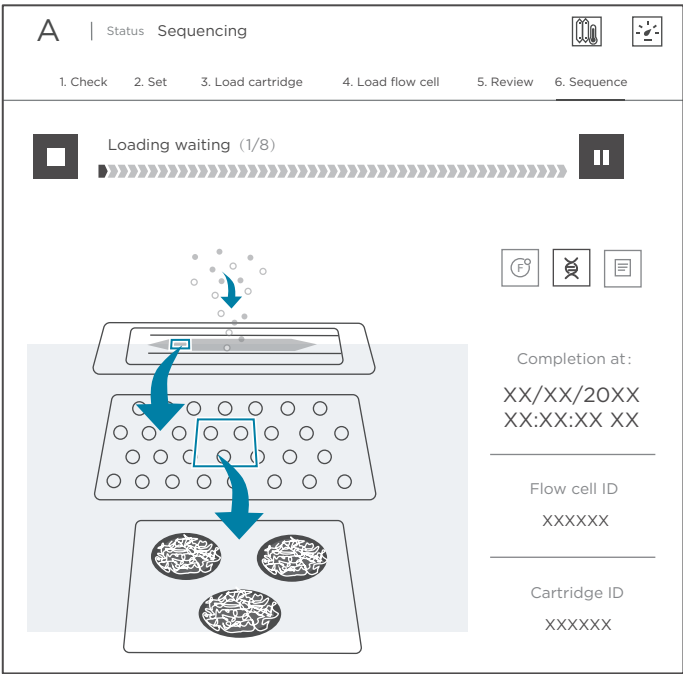 A | Status Sequencing
1. Check 2. Set 3. Load cartridge 4. Load flow cell 5. Review 6. Sequence
Loading waiting (1/8)
F
Completion at:
XX/XX/20XX
XX:XX:XX XX
Flow cell ID
XXXXXX
Cartridge ID
XXXXXX